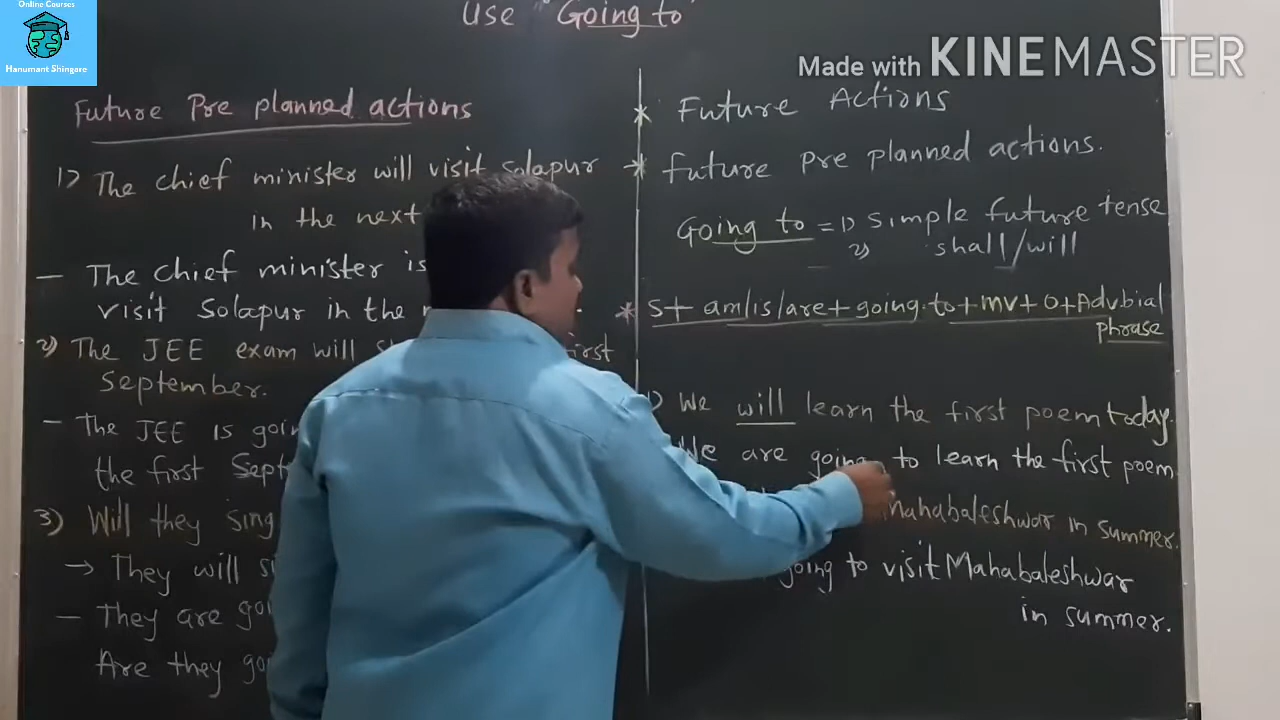 Online Courses
Hanumant Shingare
Made with KINEMASTER
Use "Going to"
Future Pre planned actions
1) The chief minister will visit Solapur
in the next
- The chief minister is
visit Solapur in the
2) The JEE exam will first
September.
- The JEE is
the first
3) Will they sing
→ They will
- They are
Are they
* Future Actions
* future Pre planned actions.
Going to = 1) simple future tense
2) shall/will
* S+ am/is/are + going to + mv + O + Advbial
phrase
1) We will learn the first poem today.
We are going to learn the first poem.
Mahabaleshwar in summer.
going to visit Mahabaleshwar
in summer.